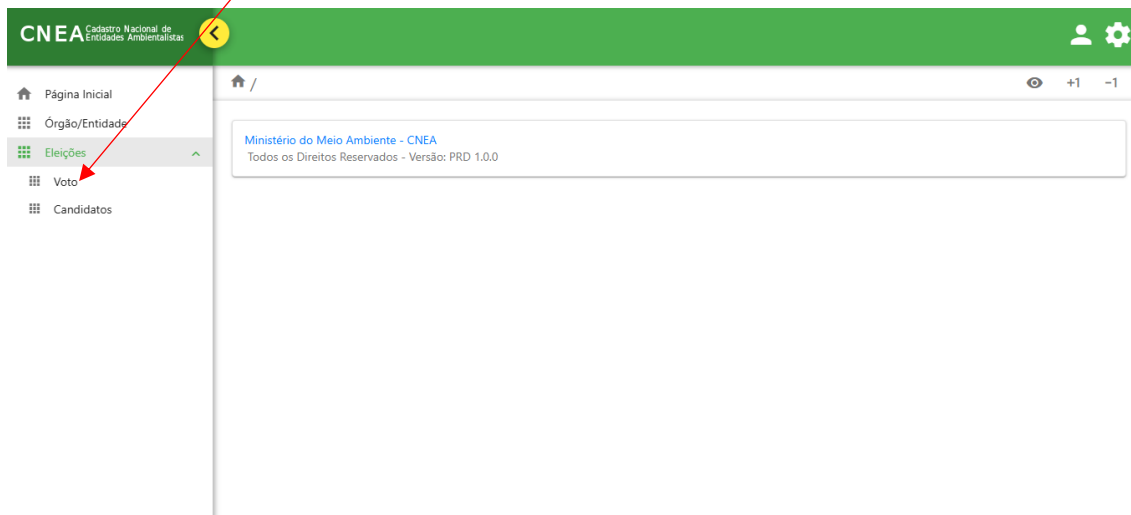 CNEA Cadastro Nacional de
Entidades Ambientalistas
Página Inicial
Órgão/Entidade
Eleições
Voto
Candidatos
/
+1 -1
Ministério do Meio Ambiente - CNEA
Todos os Direitos Reservados - Versão: PRD 1.0.0